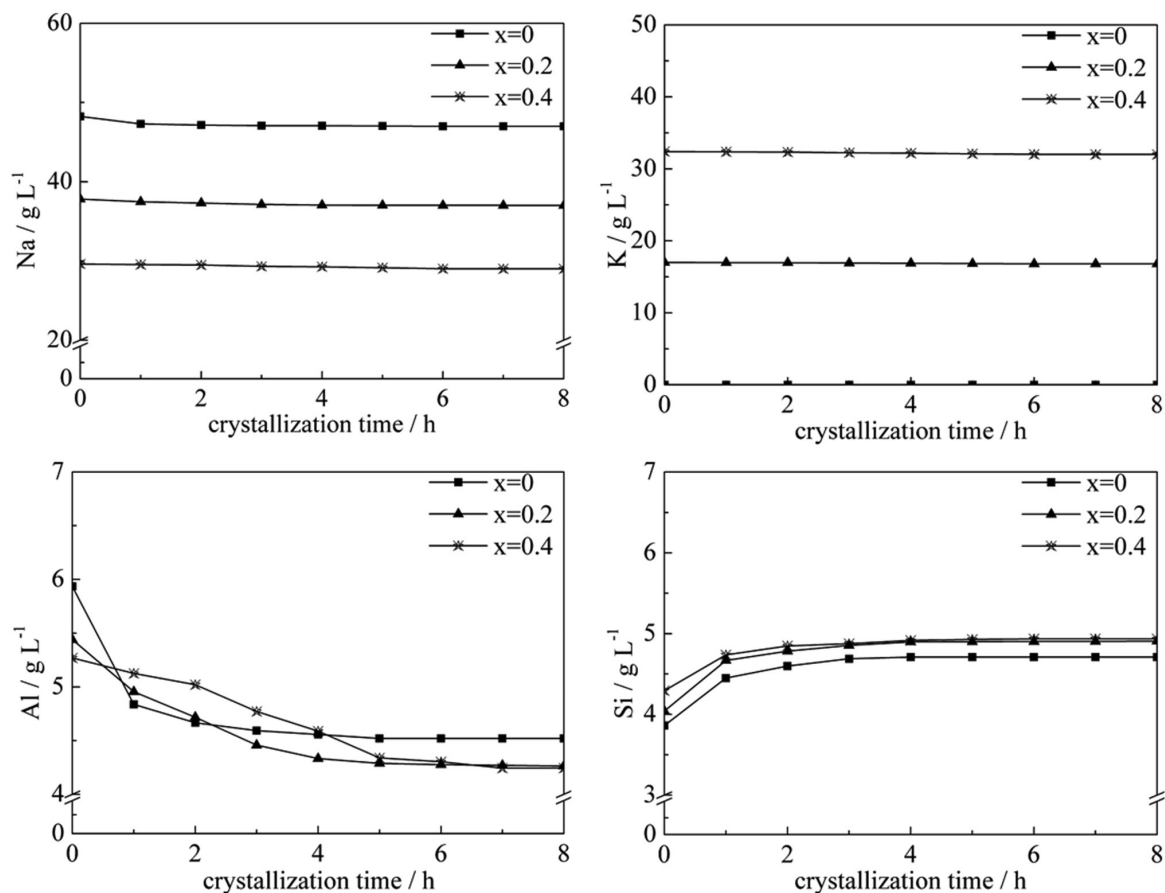 60
x=0
x=0.2
x=0.4
40
Na / g L⁻¹
20
0
0 2 4 6 8
crystallization time / h
50
x=0
x=0.2
x=0.4
40
30
K / g L⁻¹
20
10
0
0 2 4 6 8
crystallization time / h
7
x=0
x=0.2
x=0.4
6
Al / g L⁻¹
5
4
0
0 2 4 6 8
crystallization time / h
7
x=0
x=0.2
x=0.4
6
5
Si / g L⁻¹
4
3
0
0 2 4 6 8
crystallization time / h